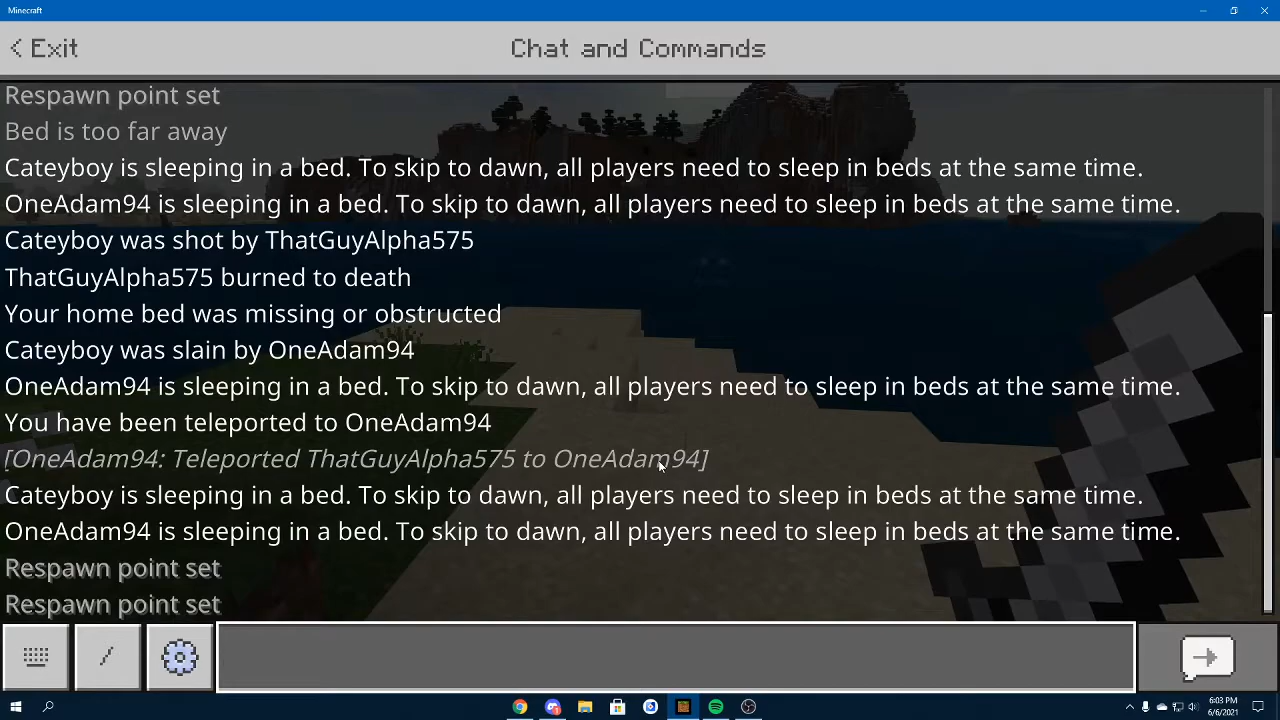 Minecraft
< Exit
Chat and Commands
Respawn point set
Bed is too far away
Cateyboy is sleeping in a bed. To skip to dawn, all players need to sleep in beds at the same time.
OneAdam94 is sleeping in a bed. To skip to dawn, all players need to sleep in beds at the same time.
Cateyboy was shot by ThatGuyAlpha575
ThatGuyAlpha575 burned to death
Your home bed was missing or obstructed
Cateyboy was slain by OneAdam94
OneAdam94 is sleeping in a bed. To skip to dawn, all players need to sleep in beds at the same time.
You have been teleported to OneAdam94
[OneAdam94: Teleported ThatGuyAlpha575 to OneAdam94]
Cateyboy is sleeping in a bed. To skip to dawn, all players need to sleep in beds at the same time.
OneAdam94 is sleeping in a bed. To skip to dawn, all players need to sleep in beds at the same time.
Respawn point set
Respawn point set
/
6:03 PM
6/6/2021